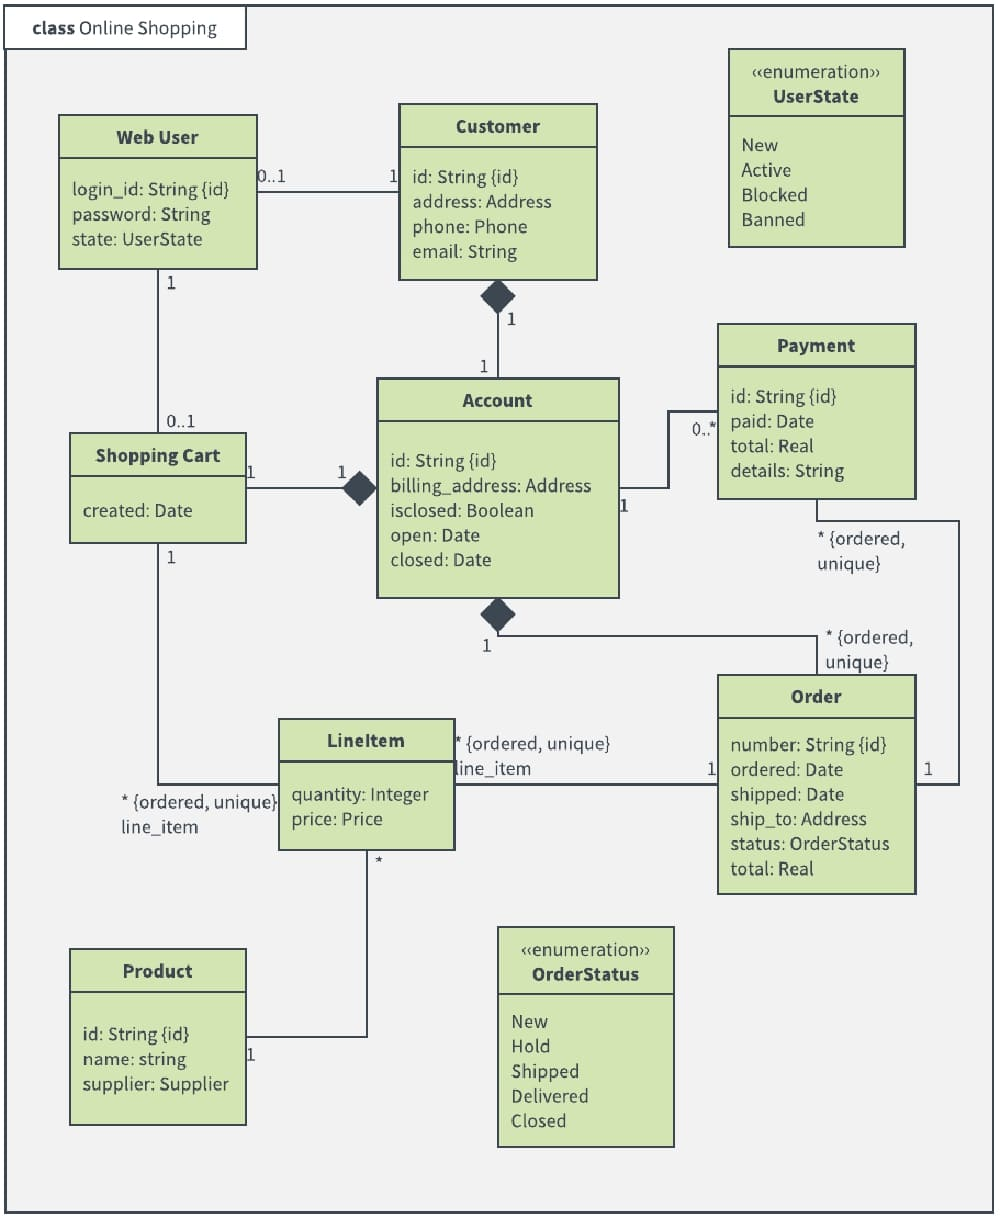 class Online Shopping
«enumeration»
UserState
New
Active
Blocked
Banned
Web User
login_id: String {id}
password: String
state: UserState
0..1
1
Customer
id: String {id}
address: Address
phone: Phone
email: String
1
1
1
0..1
Shopping Cart
created: Date
1
1
Account
id: String {id}
billing_address: Address
isclosed: Boolean
open: Date
closed: Date
1
0..*
Payment
id: String {id}
paid: Date
total: Real
details: String
* {ordered,
unique}
1
1
* {ordered,
unique}
Order
number: String {id}
ordered: Date
shipped: Date
ship_to: Address
status: OrderStatus
total: Real
1
1
LineItem
quantity: Integer
price: Price
* {ordered, unique}
line_item
* {ordered, unique}
line_item
*
Product
id: String {id}
name: string
supplier: Supplier
1
«enumeration»
OrderStatus
New
Hold
Shipped
Delivered
Closed